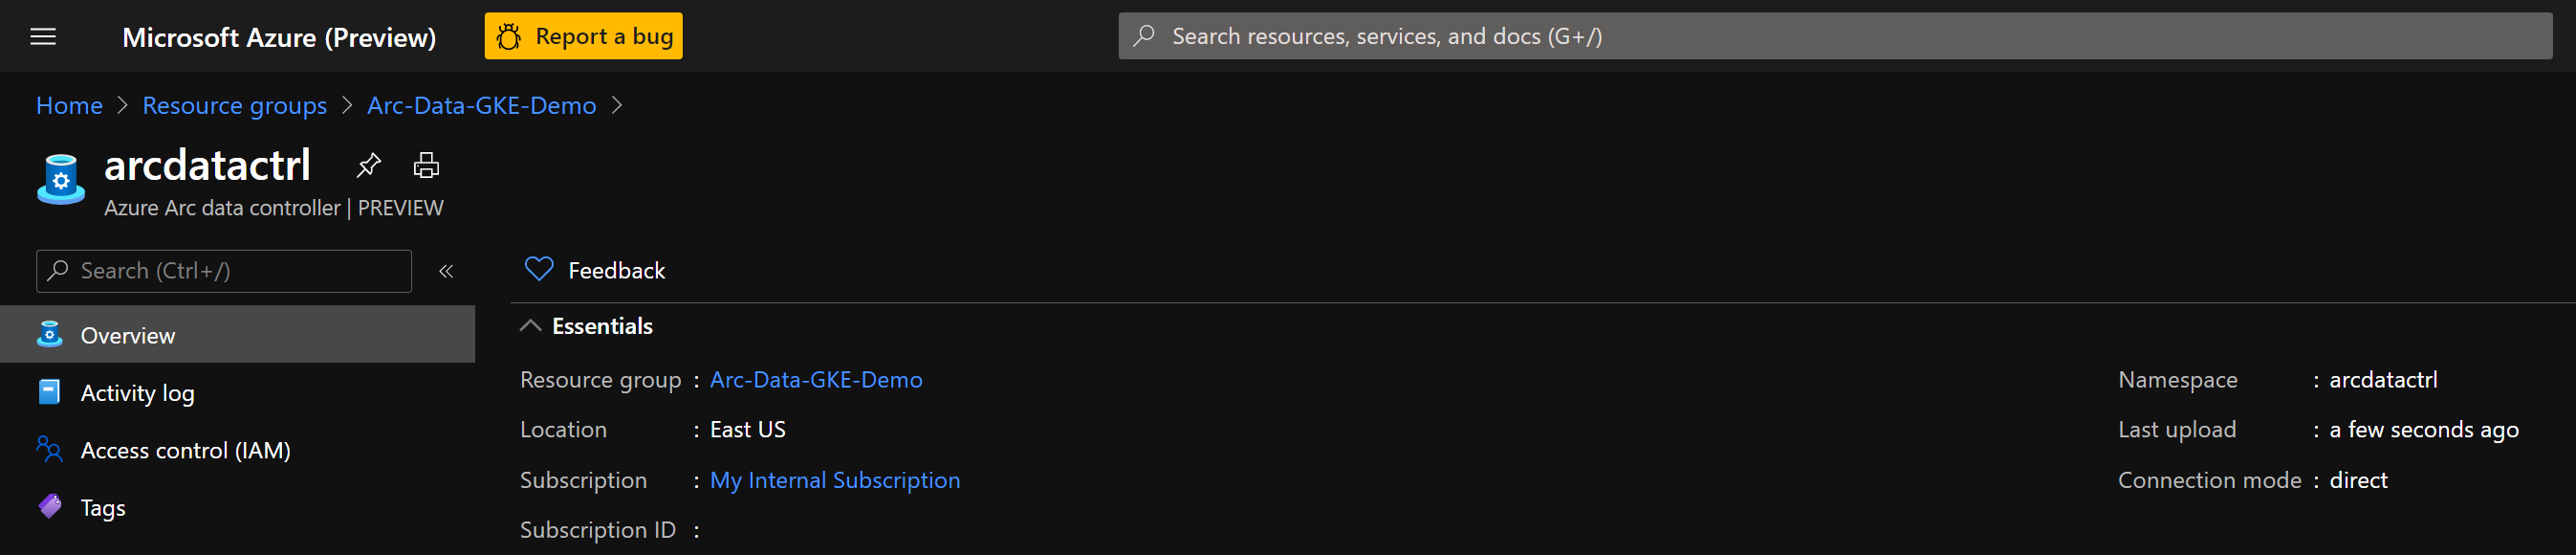 Microsoft Azure (Preview) Report a bug Search resources, services, and docs (G+/)
Home > Resource groups > Arc-Data-GKE-Demo >
arcdatactrl
Azure Arc data controller | PREVIEW
Search (Ctrl+/) «
Feedback
Overview
Activity log
Access control (IAM)
Tags
Essentials
Resource group : Arc-Data-GKE-Demo
Location : East US
Subscription : My Internal Subscription
Subscription ID :
Namespace : arcdatactrl
Last upload : a few seconds ago
Connection mode : direct